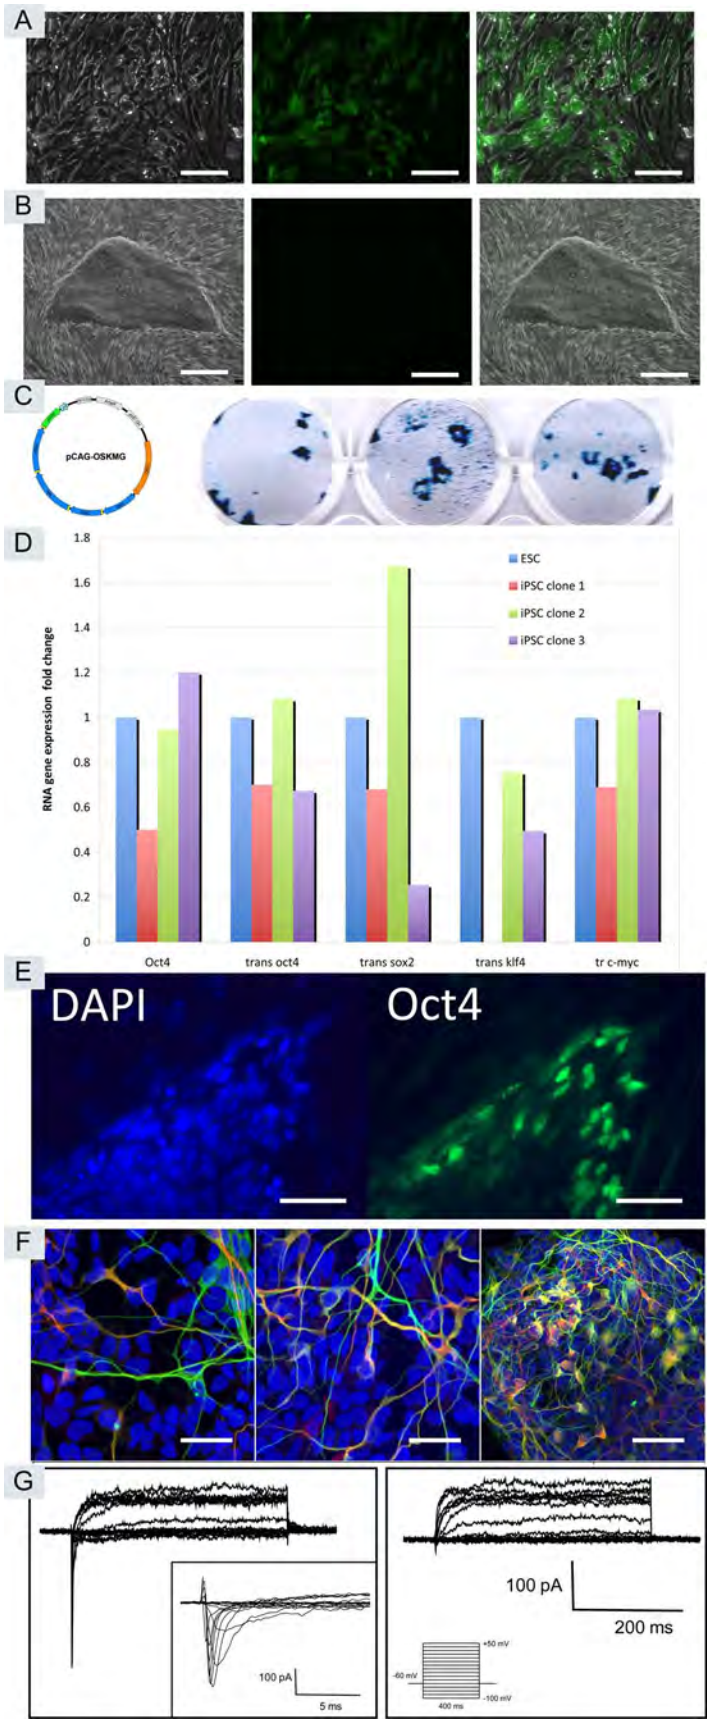 A
B
C
pCAG-OSKMG
D
1.8
1.6
1.4
1.2
1
0.8
0.6
0.4
0.2
0
RNA gene expression fold change
ESC
iPSC clone 1
iPSC clone 2
iPSC clone 3
Oct4 trans oct4 trans sox2 trans klf4 tr c-myc
E
DAPI Oct4
F
G
100 pA
5 ms
100 pA
200 ms
+50 mV
-60 mV
-100 mV
400 ms